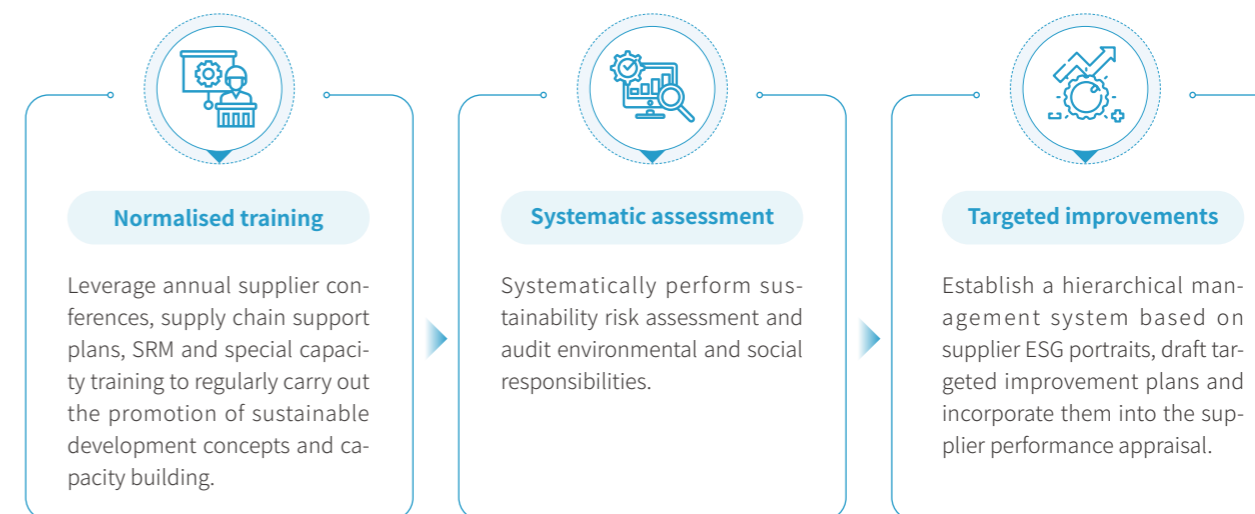 Normalised training
Leverage annual supplier con-
ferences, supply chain support
plans, SRM and special capaci-
ty training to regularly carry out
the promotion of sustainable
development concepts and ca-
pacity building.
Systematic assessment
Systematically perform sus-
tainability risk assessment and
audit environmental and social
responsibilities.
Targeted improvements
Establish a hierarchical man-
agement system based on
supplier ESG portraits, draft tar-
geted improvement plans and
incorporate them into the sup-
plier performance appraisal.